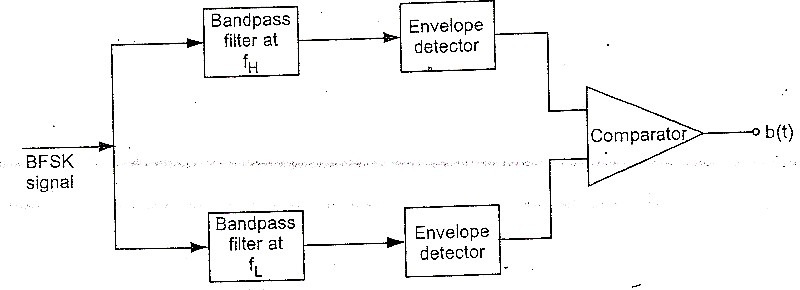 Bandpass
filter at
fH
Envelope
detector
BFSK
signal
Comparator
b(t)
Bandpass
filter at
fL
Envelope
detector